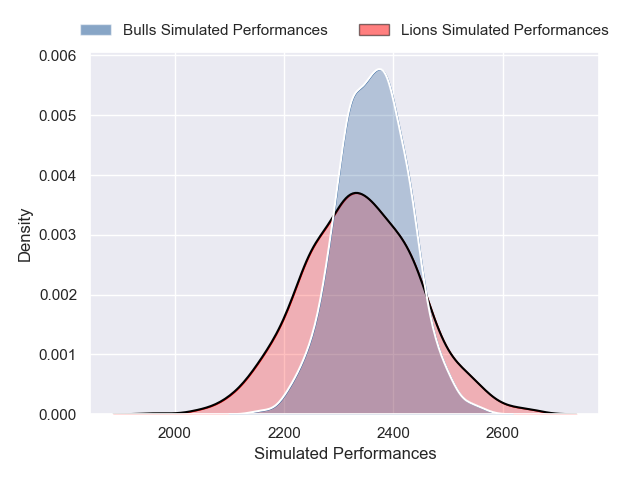 Bulls Simulated Performances Lions Simulated Performances
0.006
0.005
0.004
0.003
0.002
0.001
0.000
Density
2000 2200 2400 2600
Simulated Performances